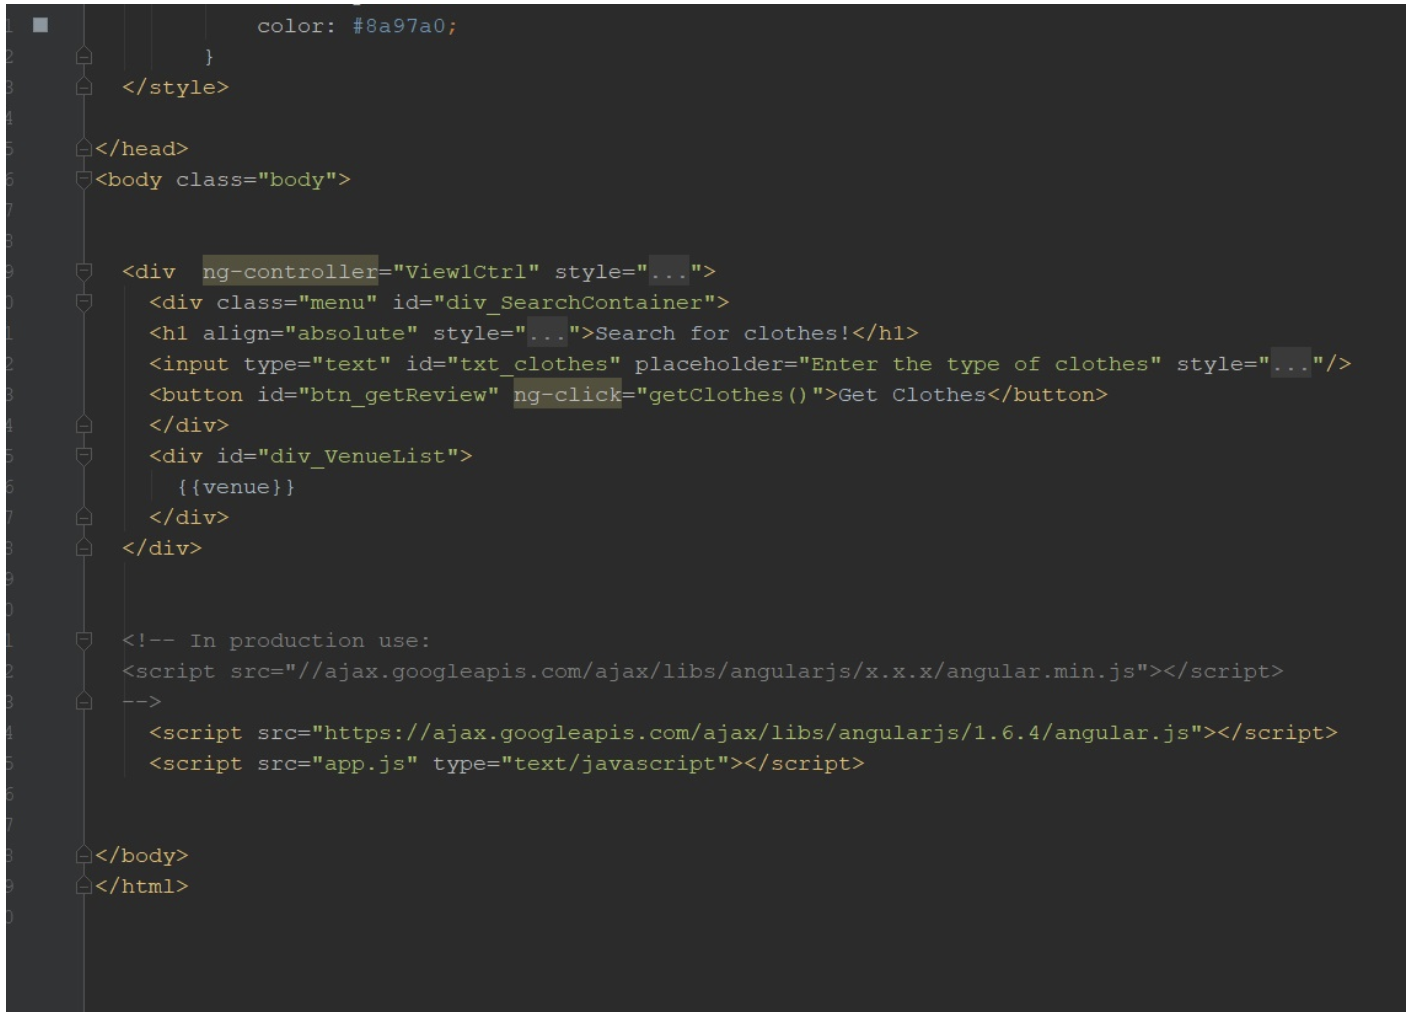 color: #8a97a0;
}
</style>
</head>
<body class="body">
<div  ng-controller="View1Ctrl" style="...">
<div class="menu" id="div_SearchContainer">
<h1 align="absolute" style="...">Search for clothes!</h1>
<input type="text" id="txt_clothes" placeholder="Enter the type of clothes" style="..."/>
<button id="btn_getReview" ng-click="getClothes()">Get Clothes</button>
</div>
<div id="div_VenueList">
{{venue}}
</div>
</div>
<!-- In production use:
<script src="//ajax.googleapis.com/ajax/libs/angularjs/x.x.x/angular.min.js"></script>
-->
<script src="https://ajax.googleapis.com/ajax/libs/angularjs/1.6.4/angular.js"></script>
<script src="app.js" type="text/javascript"></script>
</body>
</html>